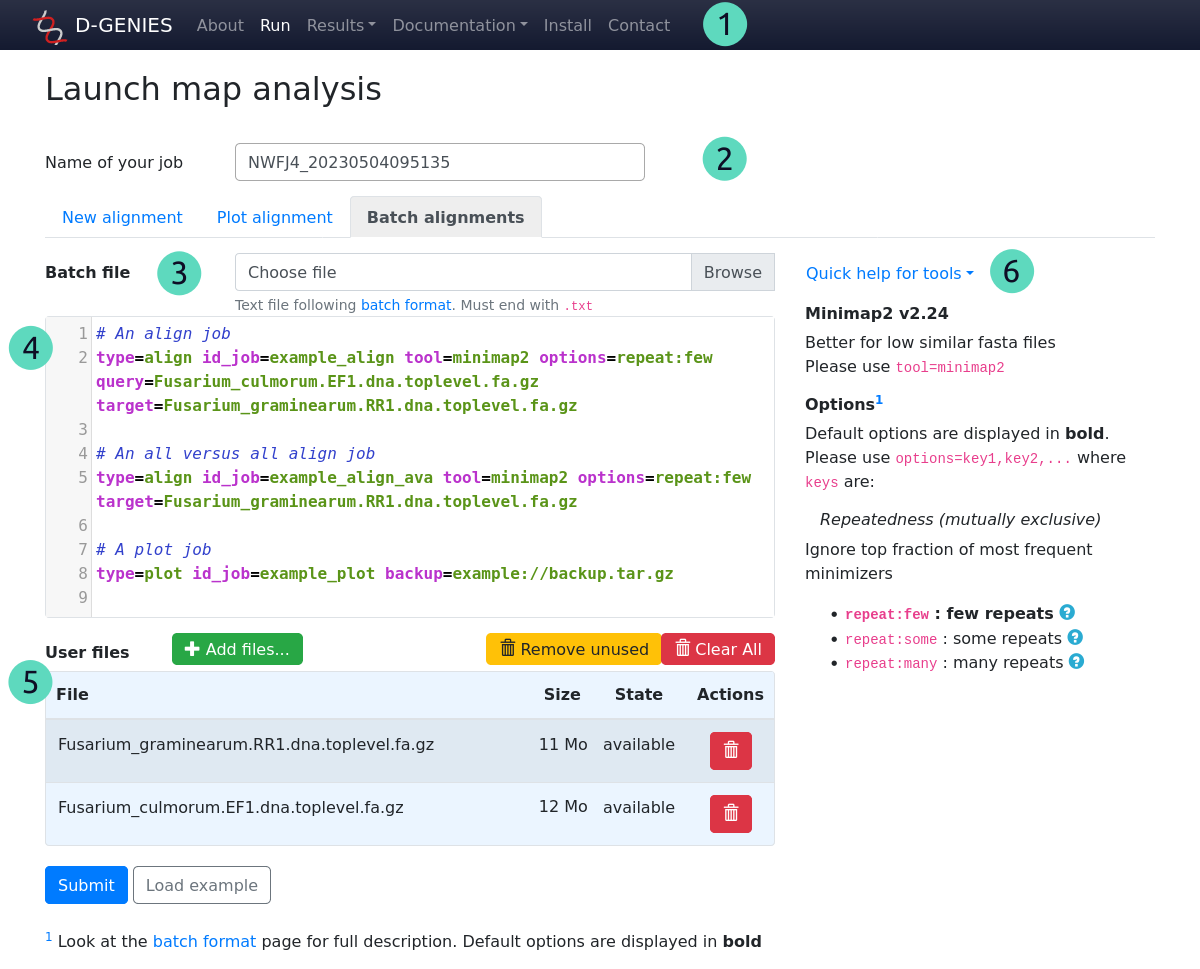 D-GENIES About Run Results Documentation Install Contact 1
Launch map analysis
Name of your job NWFJ4_20230504095135 2
New alignment Plot alignment Batch alignments
Batch file 3 Choose file Browse
Text file following batch format. Must end with .txt
4
1 # An align job
2 type=align id_job=example_align tool=minimap2 options=repeat:few
query=Fusarium_culmorum.EF1.dna.toplevel.fa.gz
target=Fusarium_graminearum.RR1.dna.toplevel.fa.gz
3
4 # An all versus all align job
5 type=align id_job=example_align_ava tool=minimap2 options=repeat:few
target=Fusarium_graminearum.RR1.dna.toplevel.fa.gz
6
7 # A plot job
8 type=plot id_job=example_plot backup=example://backup.tar.gz
9
User files Add files... Remove unused Clear All
5
File Size State Actions
Fusarium_graminearum.RR1.dna.toplevel.fa.gz 11 Mo available
Fusarium_culmorum.EF1.dna.toplevel.fa.gz 12 Mo available
Submit Load example
1 Look at the batch format page for full description. Default options are displayed in bold
Quick help for tools 6
Minimap2 v2.24
Better for low similar fasta files
Please use tool=minimap2
Options1
Default options are displayed in bold.
Please use options=key1,key2,... where
keys are:
Repeatedness (mutually exclusive)
Ignore top fraction of most frequent
minimizers
• repeat:few : few repeats ?
• repeat:some : some repeats ?
• repeat:many : many repeats ?